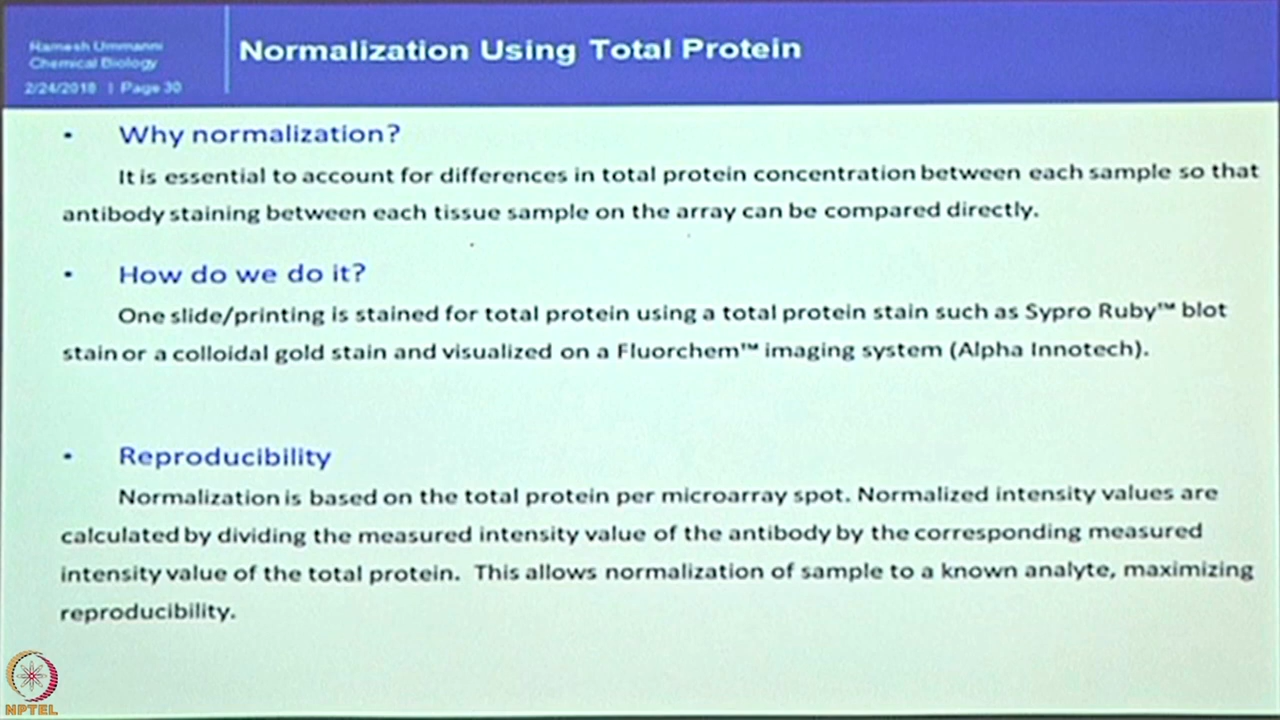 Ramesh Ummanni
Chemical Biology
2/24/2018 | Page 30
Normalization Using Total Protein
• Why normalization?
It is essential to account for differences in total protein concentration between each sample so that
antibody staining between each tissue sample on the array can be compared directly.
• How do we do it?
One slide/printing is stained for total protein using a total protein stain such as Sypro Ruby™ blot
stain or a colloidal gold stain and visualized on a Fluorchem™ imaging system (Alpha Innotech).
• Reproducibility
Normalization is based on the total protein per microarray spot. Normalized intensity values are
calculated by dividing the measured intensity value of the antibody by the corresponding measured
intensity value of the total protein. This allows normalization of sample to a known analyte, maximizing
reproducibility.
NPTEL